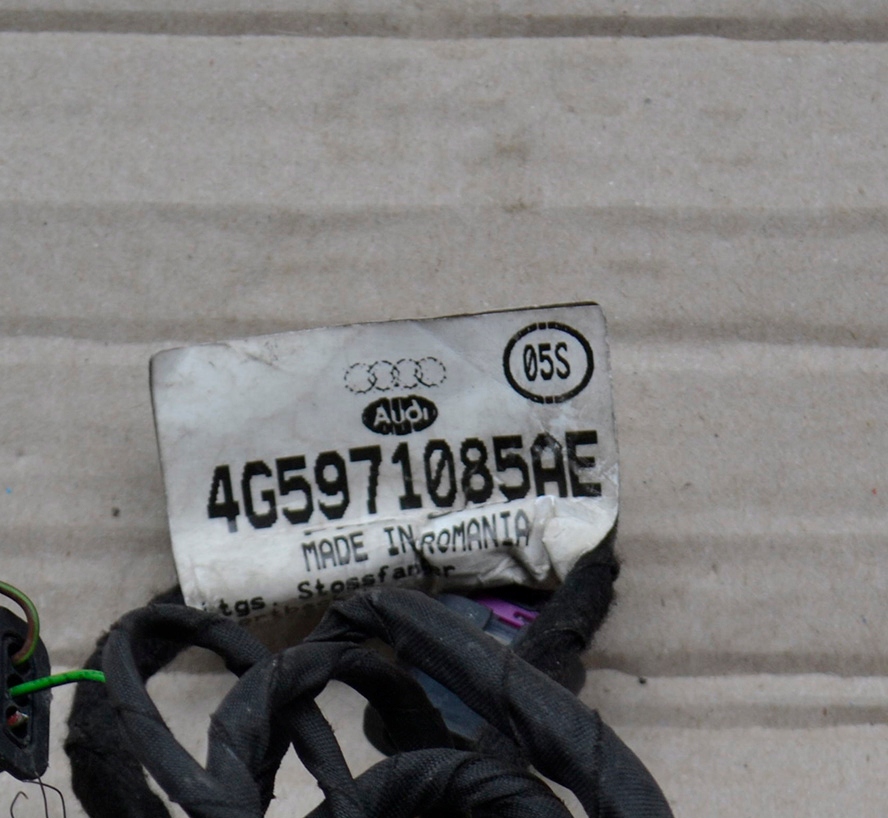 05S
Audi
4G5971085AE
MADE IN ROMANIA
Stossfanger